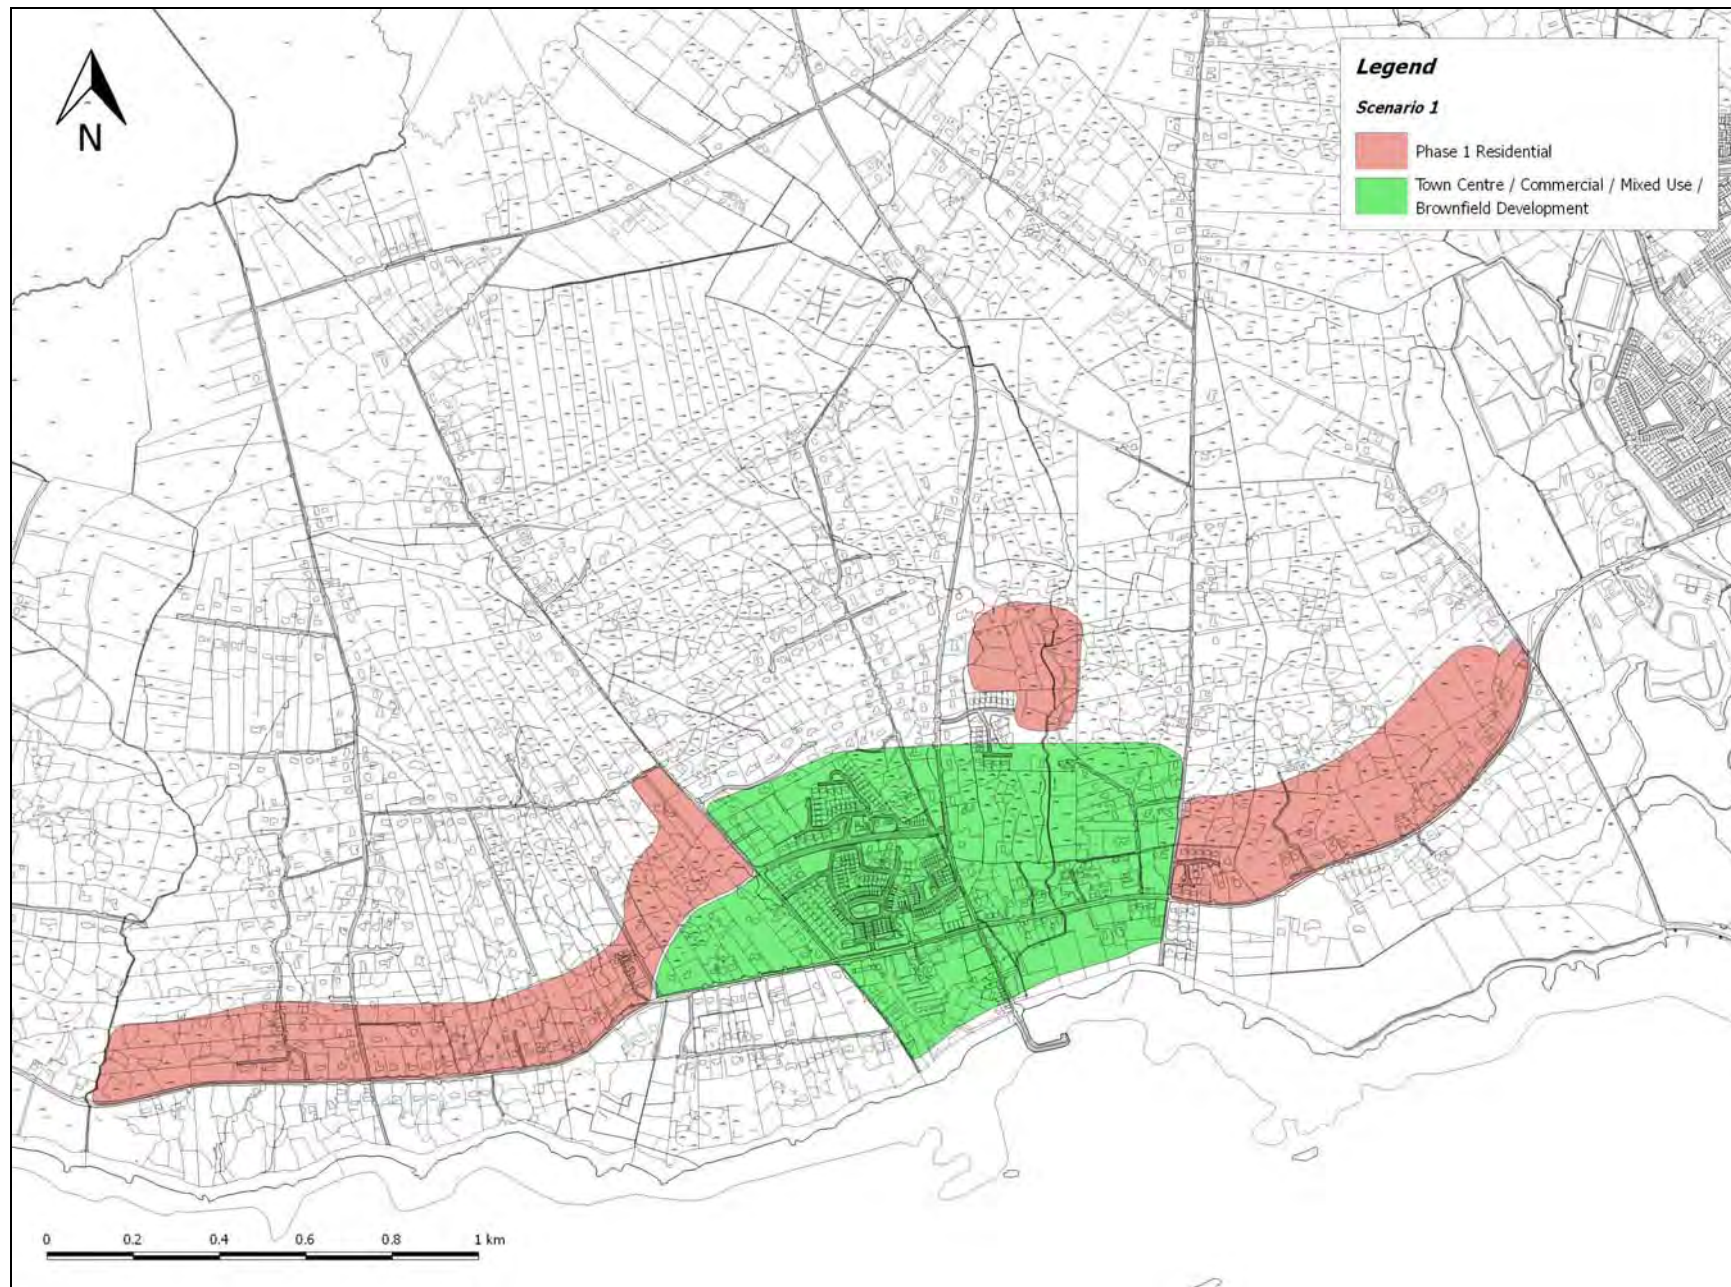 N
Legend
Scenario 1
Phase 1 Residential
Town Centre / Commercial / Mixed Use /
Brownfield Development
0 0.2 0.4 0.6 0.8 1 km